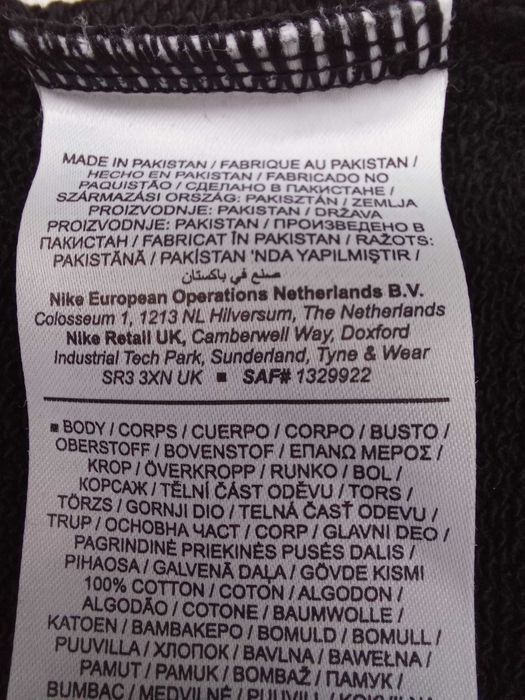 MADE IN PAKISTAN / FABRIQUE AU PAKISTAN /
HECHO EN PAKISTAN / FABRICADO NO
PAQUISTÃO / СДЕЛАНО В ПАКИСТАНЕ /
SZÁRMAZÁSI ORSZÁG: PAKISZTÁN / ZEMLJA
PROIZVODNJE: PAKISTAN / DRŽAVA
PROIZVODNJE: PAKISTAN / ПРОИЗВЕДЕНО В
ПАКИСТАН / FABRICAT ÎN PAKISTAN / RAŽOTS:
PAKISTĀNĀ / PAKİSTAN 'NDA YAPILMIŞTIR /
صنع في باكستان
Nike European Operations Netherlands B.V.
Colosseum 1, 1213 NL Hilversum, The Netherlands
Nike Retail UK, Camberwell Way, Doxford
Industrial Tech Park, Sunderland, Tyne & Wear
SR3 3XN UK ■ SAF# 1329922
■ BODY / CORPS / CUERPO / CORPO / BUSTO /
OBERSTOFF / BOVENSTOF / ΕΠΑΝΩ ΜΕΡΟΣ /
KROP / ÖVERKROPP / RUNKO / BOL /
КОРСАЖ / TĚLNÍ ČÁST ODĚVU / TORS /
TÖRZS / GORNJI DIO / TELNÁ ČASŤ ODEVU /
TRUP / ОСНОВНА ЧАСТ / CORP / GLAVNI DEO /
PAGRINDINĖ PRIEKINĖS PUSĖS DALIS /
PIHAOSA / GALVENĀ DAĻA / GÖVDE KISMI
100% COTTON / COTON / ALGODON /
ALGODÃO / COTONE / BAUMWOLLE /
KATOEN / ΒΑΜΒΑΚΕΡΟ / BOMULD / BOMULL /
PUUVILLA / ХЛОПОК / BAVLNA / BAWEŁNA /
PAMUT / PAMUK / BOMBAŽ / ПАМУК /
BUMBAC / MEDVILNĖ / PUUVILL / KOKVILNA